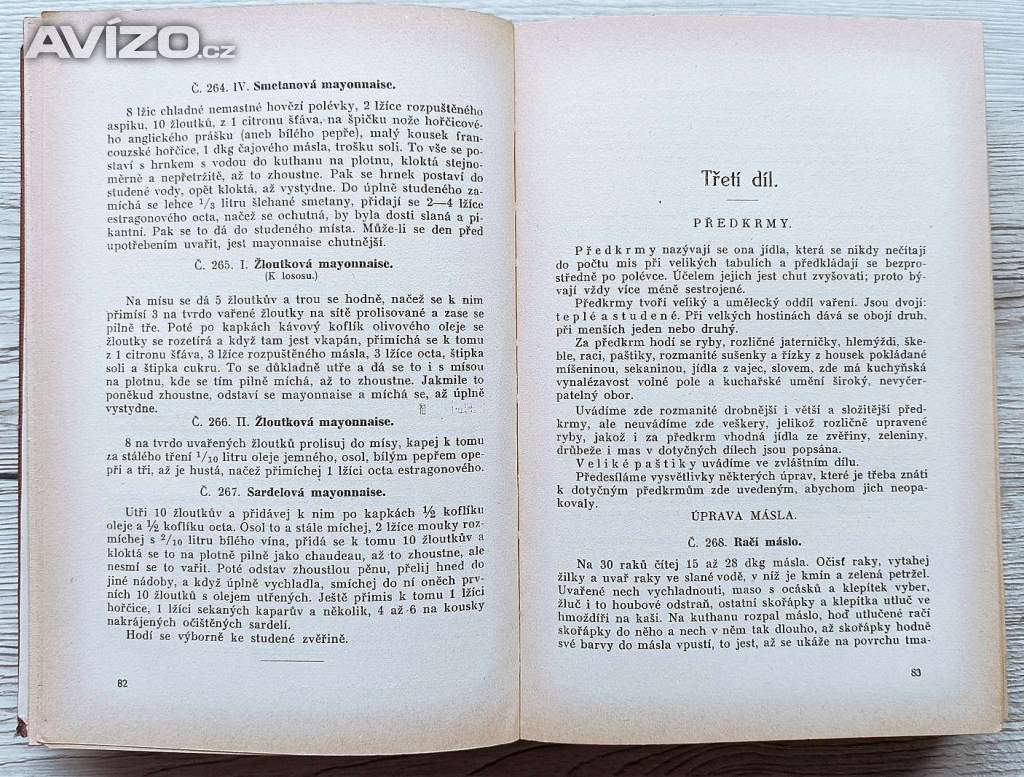 AVÍZO.cz
Č. 264. IV. Smetanová mayonnaise.
8 lžic chladné nemastné hovězí polévky, 2 lžíce rozpuštěného
aspiku, 10 žloutků, z 1 citronu šťáva, na špičku nože hořčicové-
ho anglického prášku (aneb bílého pepře), malý kousek fran-
couzské hořčice, 1 dkg čajového másla, trošku soli. To vše se po-
staví s hrnkem s vodou do kuthanu na plotnu, kloktá stejno-
měrně a nepřetržitě, až to zhoustne. Pak se hrnek postaví do
studené vody, opět kloktá, až vystydne. Do úplně studeného za-
míchá se lehce 1/8 litru šlehané smetany, přidají se 2—4 lžíce
estragonového octa, načež se ochutná, by byla dosti slaná a pi-
kantní. Pak se to dá do studeného místa. Může-li se den před
upotřebením uvařit, jest mayonnaise chutnější.
Č. 265. I. Žloutková mayonnaise.
(K lososu.)
Na mísu se dá 5 žloutkův a trou se hodně, načež se k nim
přimísí 3 na tvrdo vařené žloutky na sítě prolisované a zase se
pilně tře. Poté po kapkách kávový koflík olivového oleje se
žloutky se rozetírá a když tam jest vkapán, přimíchá se k tomu
z 1 citronu šťáva, 3 lžíce rozpuštěného másla, 3 lžíce octa, štipka
soli a štipka cukru. To se důkladně utře a dá se to i s mísou
na plotnu, kde se tím pilně míchá, až to zhoustne. Jakmile to
poněkud zhoustne, odstaví se mayonnaise a míchá se, až úplně
vystydne.
Č. 266. II. Žloutková mayonnaise.
8 na tvrdo uvařených žloutků prolisuj do mísy, kapej k tomu
za stálého tření 1/10 litru oleje jemného, osol, bílým pepřem ope-
při a tři, až je hustá, načež přimíchej 1 lžíci octa estragonového.
Č. 267. Sardelová mayonnaise.
Utři 10 žloutků a přidávej k nim po kapkách ½ koflíku
oleje a ½ koflíku octa. Osol to a stále míchej, 2 lžíce mouky roz-
míchej s 2/10 litru bílého vína, přidá se k tomu 10 žloutků a
kloktá se to na plotně pilně jako chaudeau, až to zhoustne, ale
nesmí se to vařit. Poté odstav zhoustlou pěnu, přelij hned do
jiné nádoby, a když úplně vychladla, smíchej do ní oněch prv-
ních 10 žloutků s olejem utřených. Ještě přimis k tomu 1 lžíci
hořčice, 1 lžíci sekaných kaparův a několik, 4 až 6 na kousky
nakrájených očištěných sardelí.
Hodí se výborně ke studené zvěřině.
82
Třetí díl.
PŘEDKRMY.
Předkrmy nazývají se ona jídla, která se nikdy nečítají
do počtu mis při velikých tabulích a předkládají se bezpro-
středně po polévce. Účelem jejich jest chut zvyšovati; proto bý-
vají vždy více méně sestrojené.
Předkrmy tvoří veliký a umělecký oddíl vaření. Jsou dvojí:
teplé a studené. Při velkých hostinách dává se obojí druh,
při menších jeden nebo druhý.
Za předkrm hodí se ryby, rozličné jaterničky, hlemýždi, ške-
ble, raci, paštiky, rozmanité sušenky a řízky z housek pokládané
míšeninou, sekaninou, jídla z vajec, slovem, zde má kuchyňská
vynalézavost volné pole a kuchařské umění široký, nevyčer-
patelný obor.
Uvádíme zde rozmanité drobnější i větší a složitější před-
krmy, ale neuvádíme zde veškery, jelikož rozličně upravené
ryby, jakož i za předkrm vhodná jídla ze zvěřiny, zeleniny,
drůbeže i mas v dotyčných dílech jsou popsána.
Veliké paštiky uvádíme ve zvláštním dílu.
Předesíláme vysvětlivky některých úprav, které je třeba znáti
k dotyčným předkrmům zde uvedeným, abychom jich neopa-
kovaly.
ÚPRAVA MÁSLA.
Č. 268. Račí máslo.
Na 30 raků čítej 15 až 28 dkg másla. Očisť raky, vytahej
žilky a uvař raky ve slané vodě, v níž je kmín a zelená petržel.
Uvařené nech vychladnouti, maso s ocásků a klepítek vyber,
žluč i to houbové odstraň, ostatní skořápky a klepítka utluč ve
hmoždíři na kaši. Na kuthanu rozpal máslo, hoď utlučené račí
skořápky do něho a nech v něm tak dlouho, až skořápky hodně
své barvy do másla vpustí, to jest, až se ukáže na povrchu tma-
83